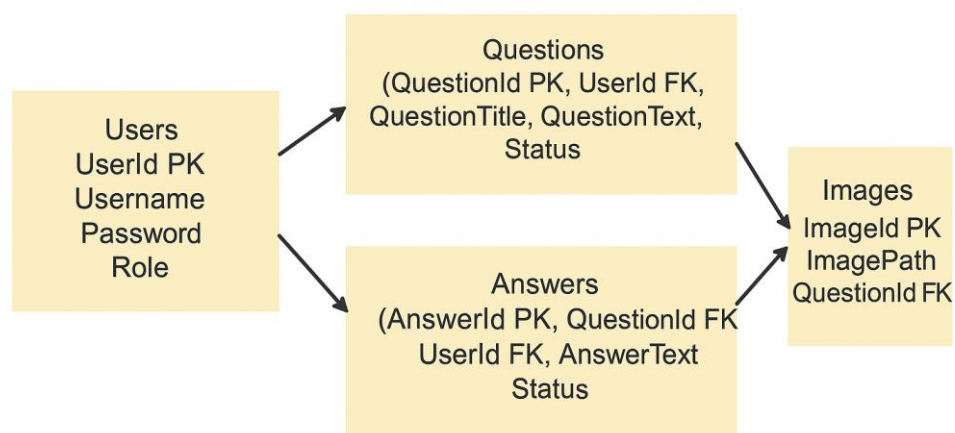 Users
UserId PK
Username
Password
Role
Questions
(QuestionId PK, UserId FK,
QuestionTitle, QuestionText,
Status
Answers
(AnswerId PK, QuestionId FK
UserId FK, AnswerText
Status
Images
ImageId PK
ImagePath
QuestionId FK